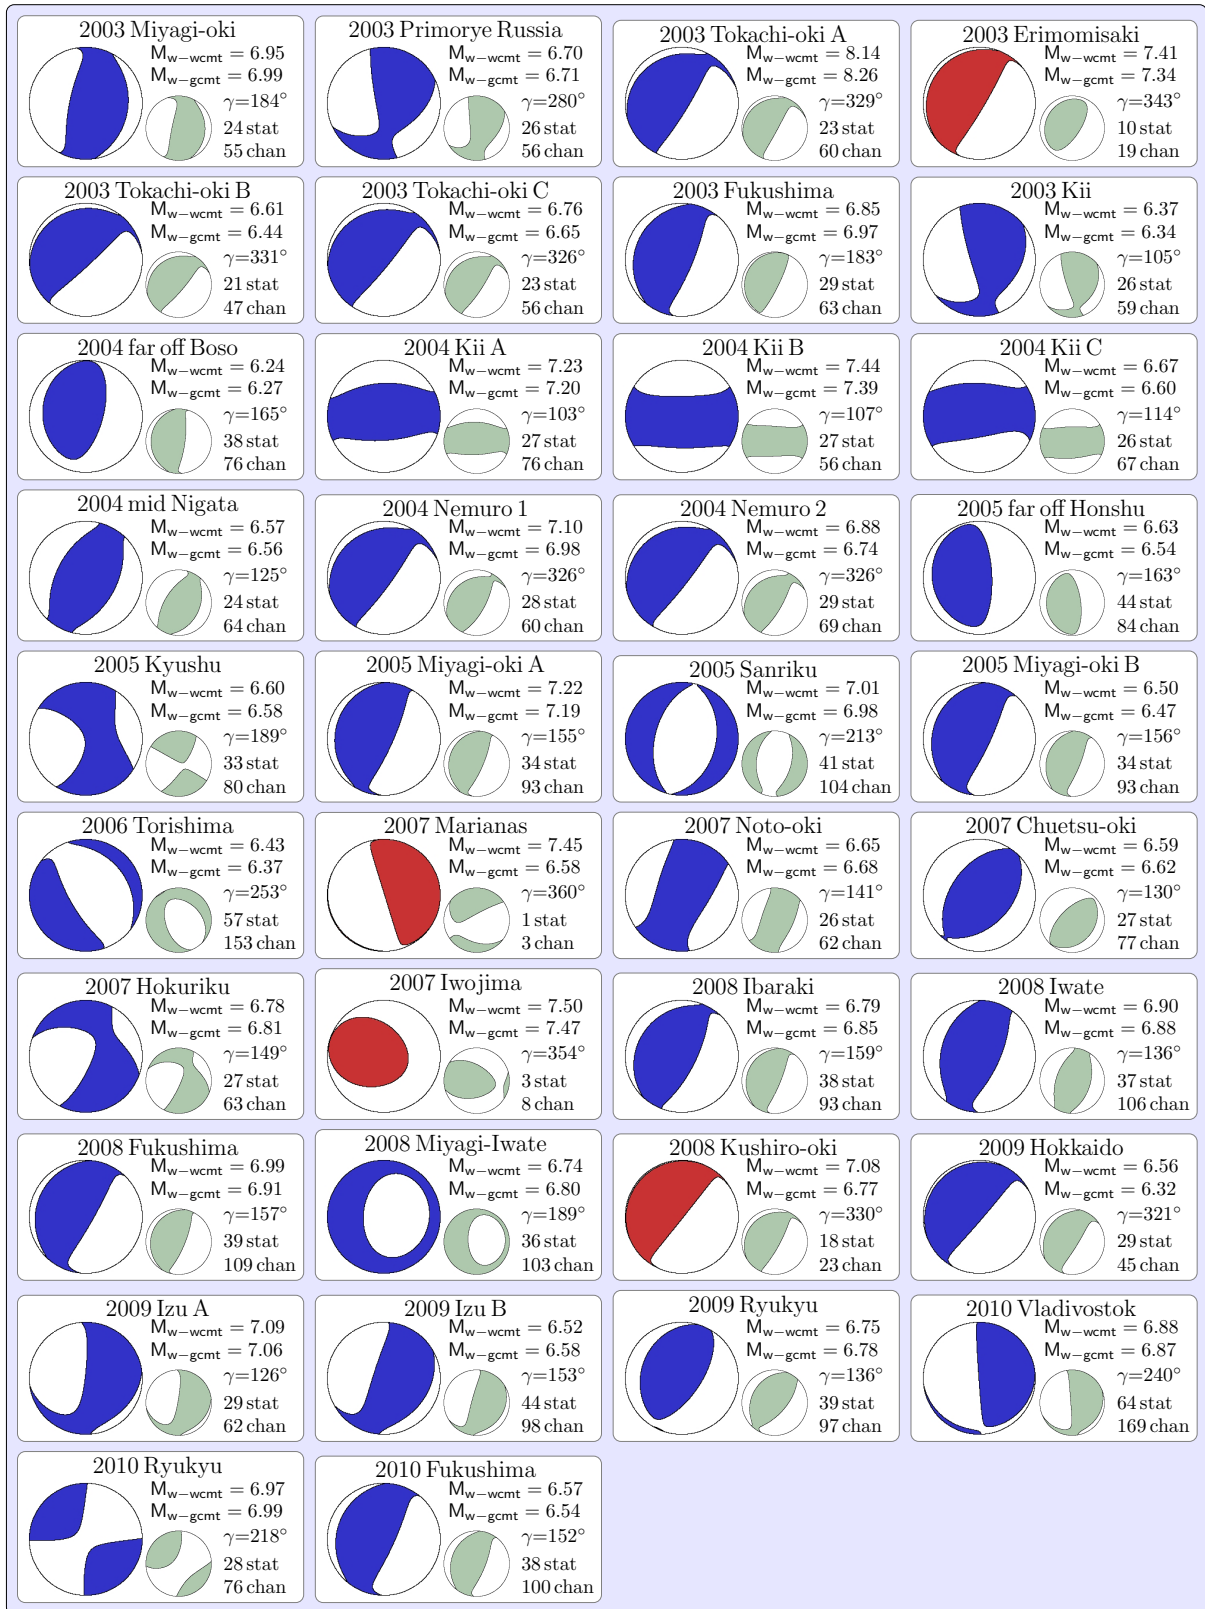 2003 Miyagi-oki
Mw−wcmt = 6.95
Mw−gcmt = 6.99
γ=184°
24 stat
55 chan
2003 Primorye Russia
Mw−wcmt = 6.70
Mw−gcmt = 6.71
γ=280°
26 stat
56 chan
2003 Tokachi-oki A
Mw−wcmt = 8.14
Mw−gcmt = 8.26
γ=329°
23 stat
60 chan
2003 Erimomisaki
Mw−wcmt = 7.41
Mw−gcmt = 7.34
γ=343°
10 stat
19 chan
2003 Tokachi-oki B
Mw−wcmt = 6.61
Mw−gcmt = 6.44
γ=331°
21 stat
47 chan
2003 Tokachi-oki C
Mw−wcmt = 6.76
Mw−gcmt = 6.65
γ=326°
23 stat
56 chan
2003 Fukushima
Mw−wcmt = 6.85
Mw−gcmt = 6.97
γ=183°
29 stat
63 chan
2003 Kii
Mw−wcmt = 6.37
Mw−gcmt = 6.34
γ=105°
26 stat
59 chan
2004 far off Boso
Mw−wcmt = 6.24
Mw−gcmt = 6.27
γ=165°
38 stat
76 chan
2004 Kii A
Mw−wcmt = 7.23
Mw−gcmt = 7.20
γ=103°
27 stat
76 chan
2004 Kii B
Mw−wcmt = 7.44
Mw−gcmt = 7.39
γ=107°
27 stat
56 chan
2004 Kii C
Mw−wcmt = 6.67
Mw−gcmt = 6.60
γ=114°
26 stat
67 chan
2004 mid Nigata
Mw−wcmt = 6.57
Mw−gcmt = 6.56
γ=125°
24 stat
64 chan
2004 Nemuro 1
Mw−wcmt = 7.10
Mw−gcmt = 6.98
γ=326°
28 stat
60 chan
2004 Nemuro 2
Mw−wcmt = 6.88
Mw−gcmt = 6.74
γ=326°
29 stat
69 chan
2005 far off Honshu
Mw−wcmt = 6.63
Mw−gcmt = 6.54
γ=163°
44 stat
84 chan
2005 Kyushu
Mw−wcmt = 6.60
Mw−gcmt = 6.58
γ=189°
33 stat
80 chan
2005 Miyagi-oki A
Mw−wcmt = 7.22
Mw−gcmt = 7.19
γ=155°
34 stat
93 chan
2005 Sanriku
Mw−wcmt = 7.01
Mw−gcmt = 6.98
γ=213°
41 stat
104 chan
2005 Miyagi-oki B
Mw−wcmt = 6.50
Mw−gcmt = 6.47
γ=156°
34 stat
93 chan
2006 Torishima
Mw−wcmt = 6.43
Mw−gcmt = 6.37
γ=253°
57 stat
153 chan
2007 Marianas
Mw−wcmt = 7.45
Mw−gcmt = 6.58
γ=360°
1 stat
3 chan
2007 Noto-oki
Mw−wcmt = 6.65
Mw−gcmt = 6.68
γ=141°
26 stat
62 chan
2007 Chuetsu-oki
Mw−wcmt = 6.59
Mw−gcmt = 6.62
γ=130°
27 stat
77 chan
2007 Hokuriku
Mw−wcmt = 6.78
Mw−gcmt = 6.81
γ=149°
27 stat
63 chan
2007 Iwojima
Mw−wcmt = 7.50
Mw−gcmt = 7.47
γ=354°
3 stat
8 chan
2008 Ibaraki
Mw−wcmt = 6.79
Mw−gcmt = 6.85
γ=159°
38 stat
93 chan
2008 Iwate
Mw−wcmt = 6.90
Mw−gcmt = 6.88
γ=136°
37 stat
106 chan
2008 Fukushima
Mw−wcmt = 6.99
Mw−gcmt = 6.91
γ=157°
39 stat
109 chan
2008 Miyagi-Iwate
Mw−wcmt = 6.74
Mw−gcmt = 6.80
γ=189°
36 stat
103 chan
2008 Kushiro-oki
Mw−wcmt = 7.08
Mw−gcmt = 6.77
γ=330°
18 stat
23 chan
2009 Hokkaido
Mw−wcmt = 6.56
Mw−gcmt = 6.32
γ=321°
29 stat
45 chan
2009 Izu A
Mw−wcmt = 7.09
Mw−gcmt = 7.06
γ=126°
29 stat
62 chan
2009 Izu B
Mw−wcmt = 6.52
Mw−gcmt = 6.58
γ=153°
44 stat
98 chan
2009 Ryukyu
Mw−wcmt = 6.75
Mw−gcmt = 6.78
γ=136°
39 stat
97 chan
2010 Vladivostok
Mw−wcmt = 6.88
Mw−gcmt = 6.87
γ=240°
64 stat
169 chan
2010 Ryukyu
Mw−wcmt = 6.97
Mw−gcmt = 6.99
γ=218°
28 stat
76 chan
2010 Fukushima
Mw−wcmt = 6.57
Mw−gcmt = 6.54
γ=152°
38 stat
100 chan